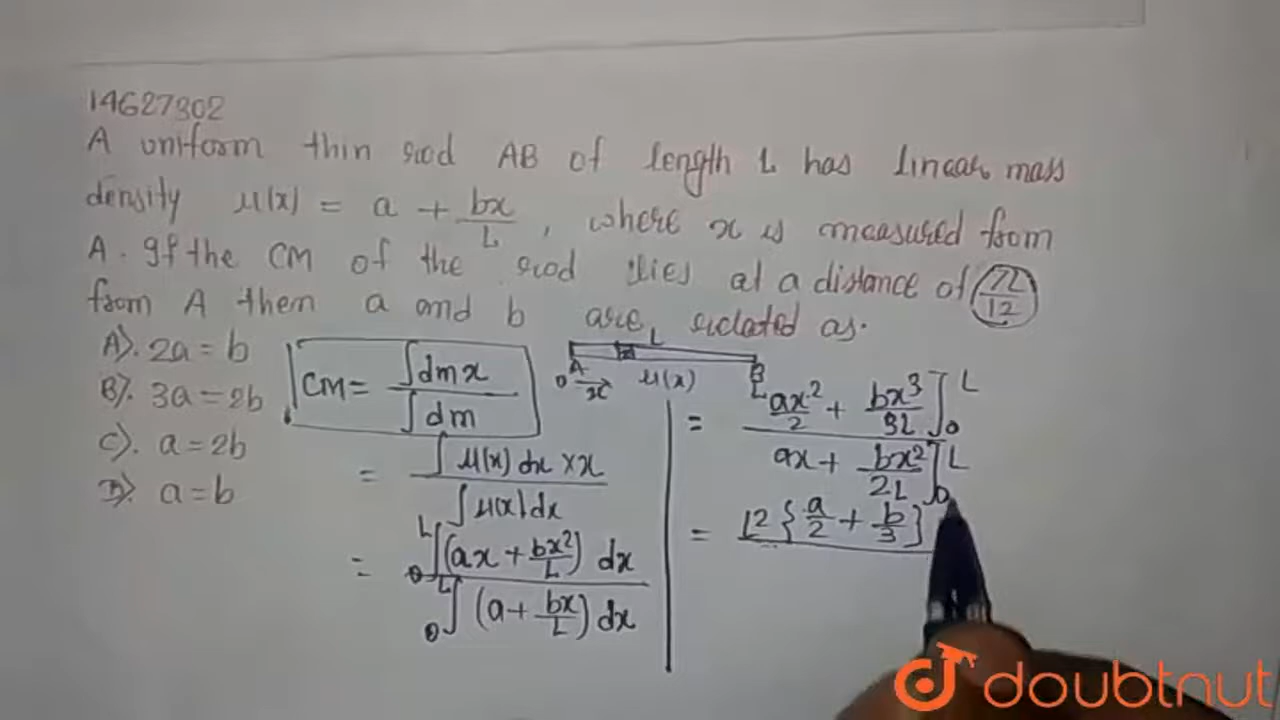 14627302
A uniform thin rod AB of length L has linear mass
density μ(x) = a + bx/L , where x is measured from
A. If the CM of the rod lies at a distance of 7L/12
from A then a and b are related as.
A). 2a = b
B). 3a = 2b
C). a = 2b
D). a = b
CM = ∫dm x / ∫dm
= ∫μ(x) dx × x / ∫μ(x) dx
= ₀∫ᴸ (ax + bx²/L) dx / ₀∫ᴸ (a + bx/L) dx
L
A B
0 → x μ(x) L
= ax²/2 + bx³/3L ]₀ᴸ / ax + bx²/2L ]₀ᴸ
= L² { a/2 + b/3 }
doubtnut